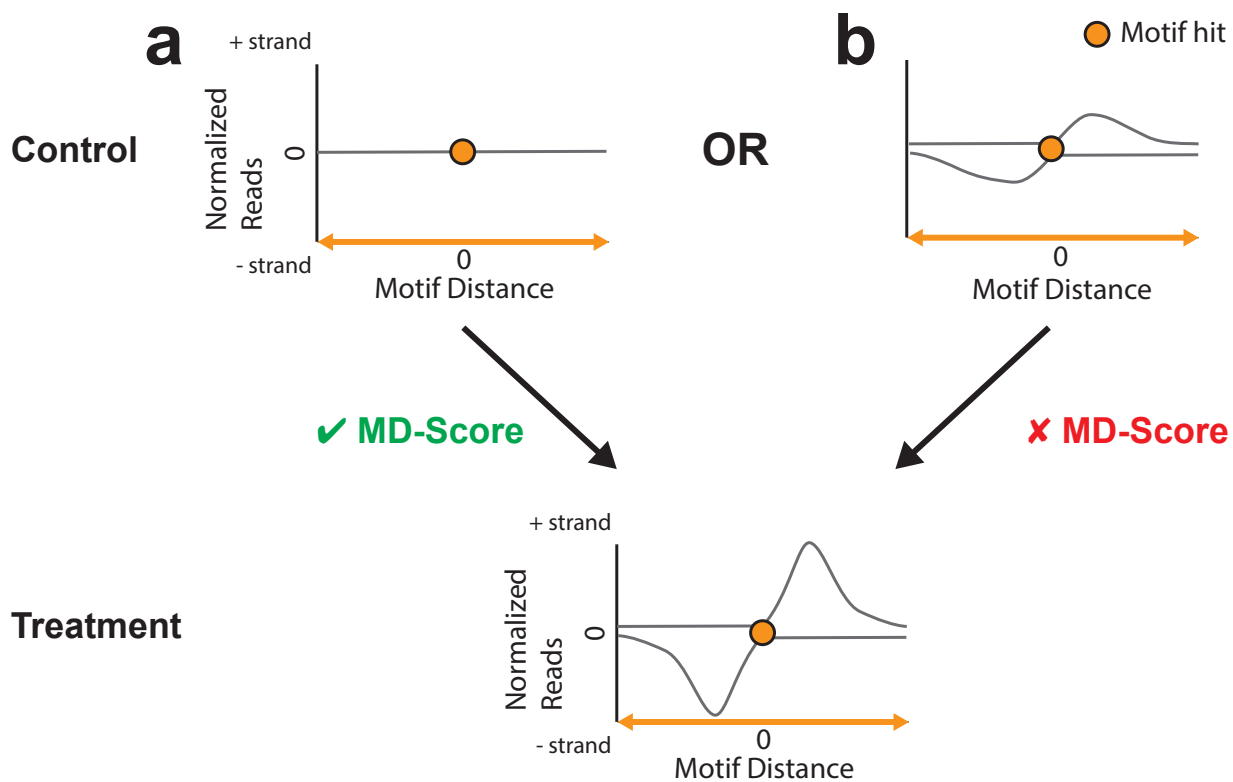 a
b
Motif hit
+ strand
Normalized
Reads
0
- strand
0
Motif Distance
Control
OR
0
Motif Distance
✔ MD-Score
✘ MD-Score
Treatment
+ strand
Normalized
Reads
0
- strand
0
Motif Distance